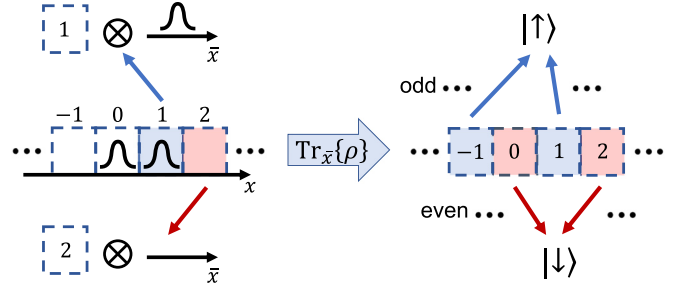 1 ⊗ x̄
−1 0 1 2
••• ••• x
2 ⊗ x̄
Tr_x̄{ρ}
|↑⟩
odd ••• •••
••• −1 0 1 2 •••
even ••• •••
|↓⟩